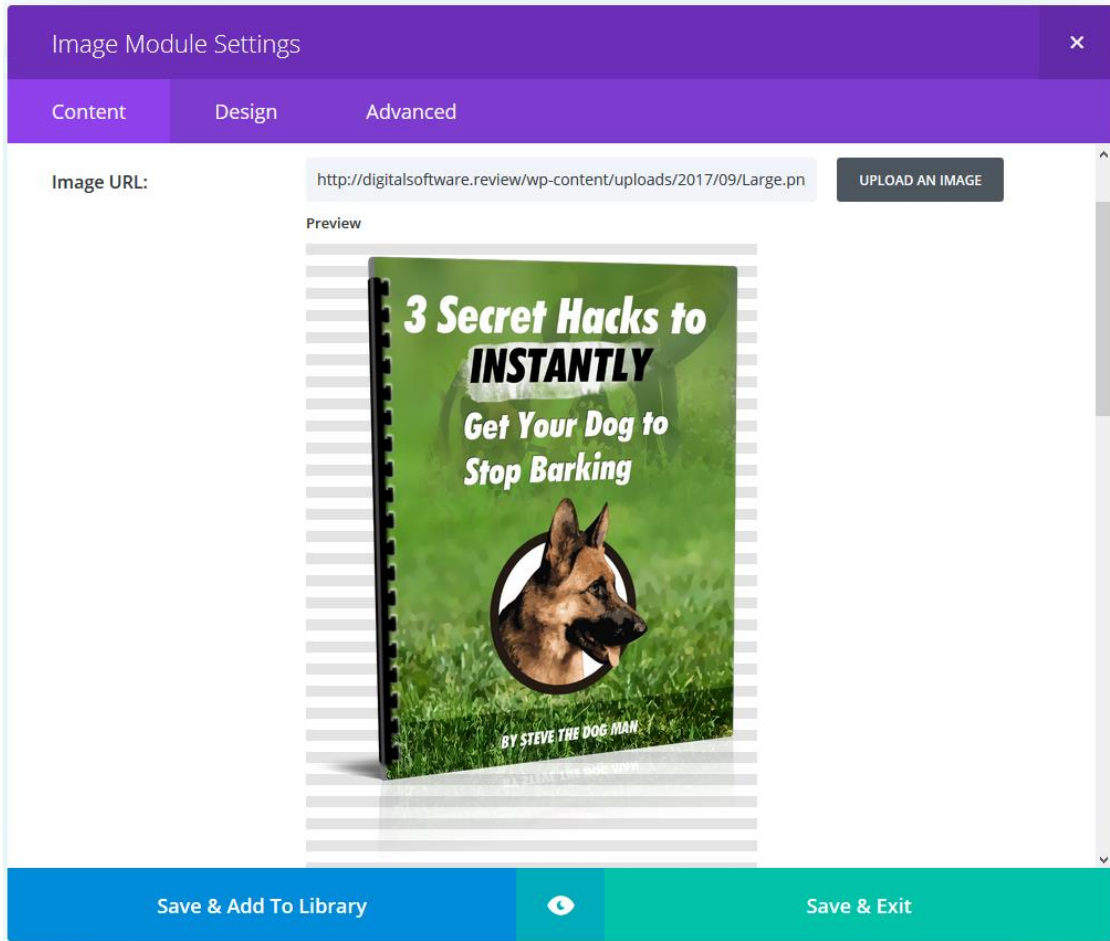 Image Module Settings
Content Design Advanced
Image URL: http://digitalsoftware.review/wp-content/uploads/2017/09/Large.pn UPLOAD AN IMAGE
Preview
3 Secret Hacks to
INSTANTLY
Get Your Dog to
Stop Barking
BY STEVE THE DOG MAN
Save & Add To Library Save & Exit